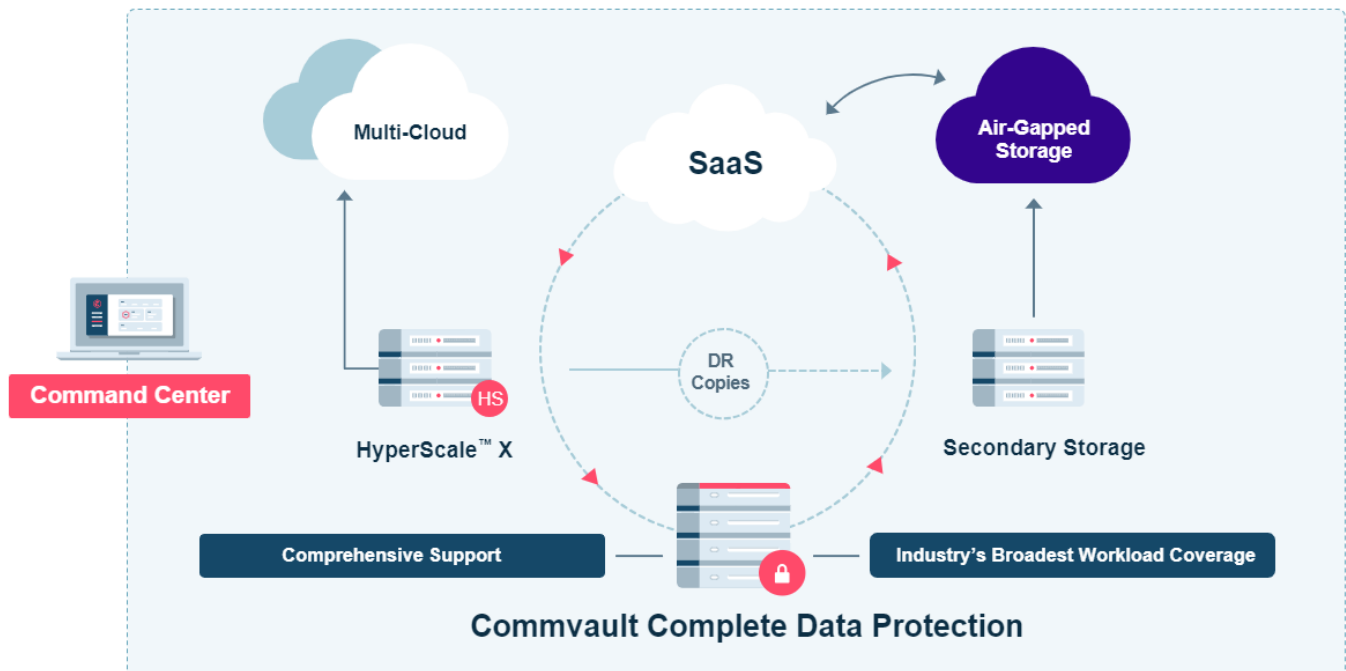 Multi-Cloud
SaaS
Air-Gapped
Storage
DR
Copies
HS
Command Center
HyperScale™ X
Secondary Storage
Comprehensive Support
Industry’s Broadest Workload Coverage
Commvault Complete Data Protection